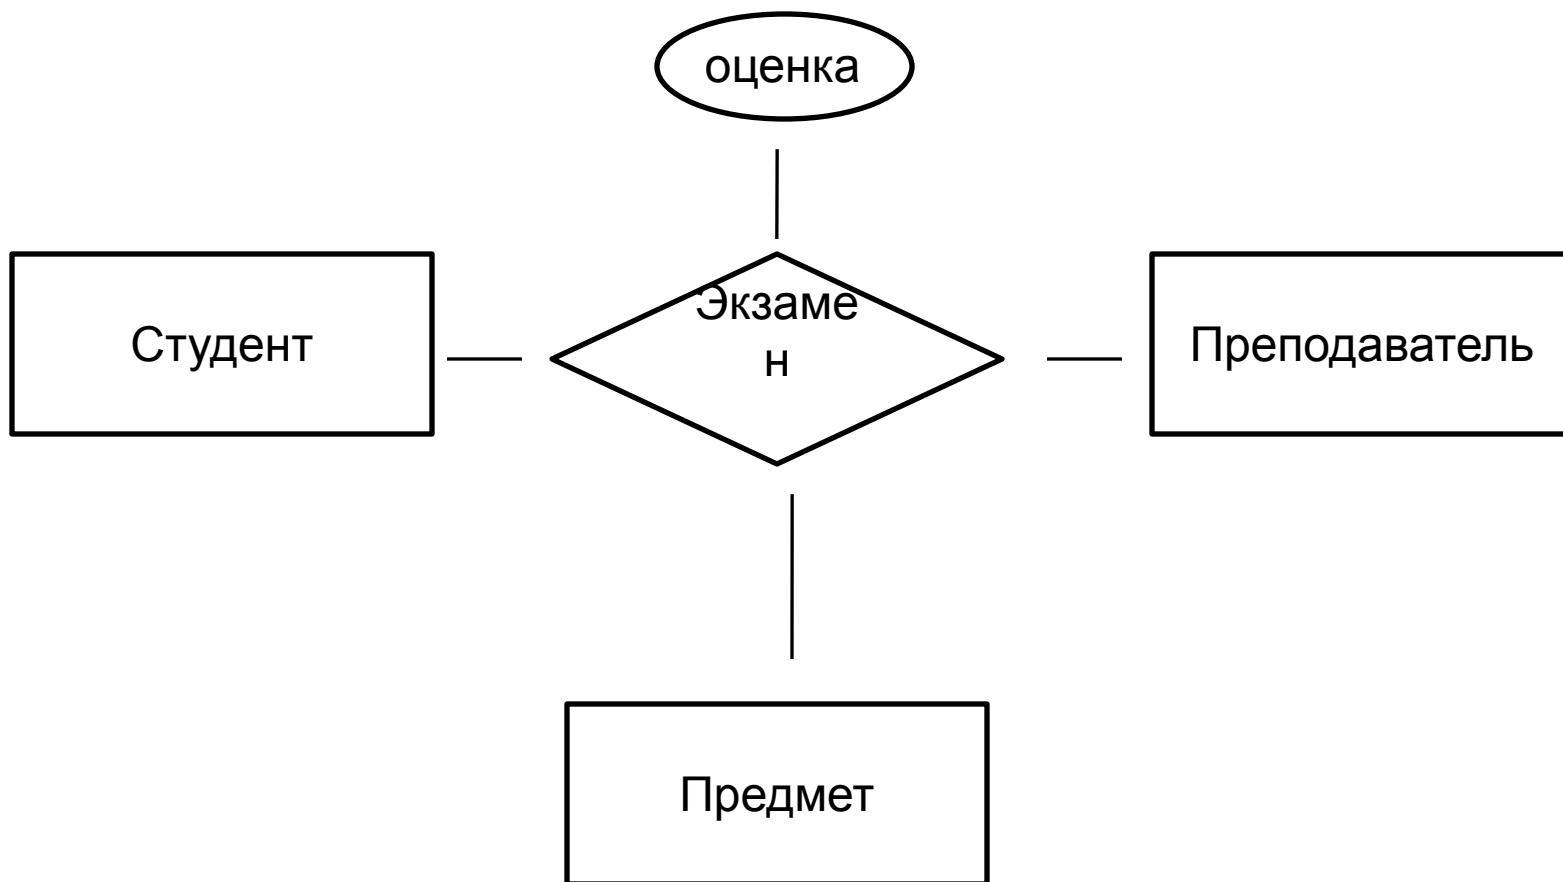 оценка
Экзаме
н
Студент
Преподаватель
Предмет